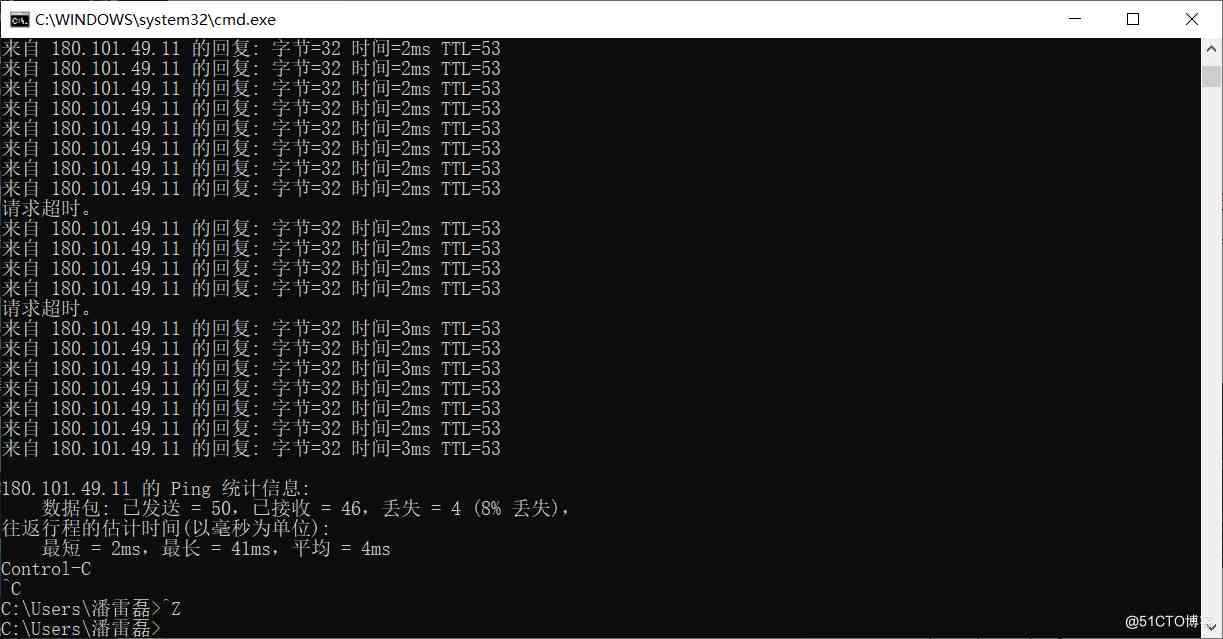 C:\WINDOWS\system32\cmd.exe
来自 180.101.49.11 的回复: 字节=32 时间=2ms TTL=53
来自 180.101.49.11 的回复: 字节=32 时间=2ms TTL=53
来自 180.101.49.11 的回复: 字节=32 时间=2ms TTL=53
来自 180.101.49.11 的回复: 字节=32 时间=2ms TTL=53
来自 180.101.49.11 的回复: 字节=32 时间=2ms TTL=53
来自 180.101.49.11 的回复: 字节=32 时间=2ms TTL=53
来自 180.101.49.11 的回复: 字节=32 时间=2ms TTL=53
来自 180.101.49.11 的回复: 字节=32 时间=2ms TTL=53
请求超时。
来自 180.101.49.11 的回复: 字节=32 时间=2ms TTL=53
来自 180.101.49.11 的回复: 字节=32 时间=2ms TTL=53
来自 180.101.49.11 的回复: 字节=32 时间=2ms TTL=53
来自 180.101.49.11 的回复: 字节=32 时间=2ms TTL=53
请求超时。
来自 180.101.49.11 的回复: 字节=32 时间=3ms TTL=53
来自 180.101.49.11 的回复: 字节=32 时间=2ms TTL=53
来自 180.101.49.11 的回复: 字节=32 时间=3ms TTL=53
来自 180.101.49.11 的回复: 字节=32 时间=2ms TTL=53
来自 180.101.49.11 的回复: 字节=32 时间=2ms TTL=53
来自 180.101.49.11 的回复: 字节=32 时间=2ms TTL=53
来自 180.101.49.11 的回复: 字节=32 时间=3ms TTL=53
180.101.49.11 的 Ping 统计信息:
数据包: 已发送 = 50，已接收 = 46，丢失 = 4 (8% 丢失)，
往返行程的估计时间(以毫秒为单位):
最短 = 2ms，最长 = 41ms，平均 = 4ms
Control-C
^C
C:\Users\潘雷磊>^Z
C:\Users\潘雷磊>
@51CTO博